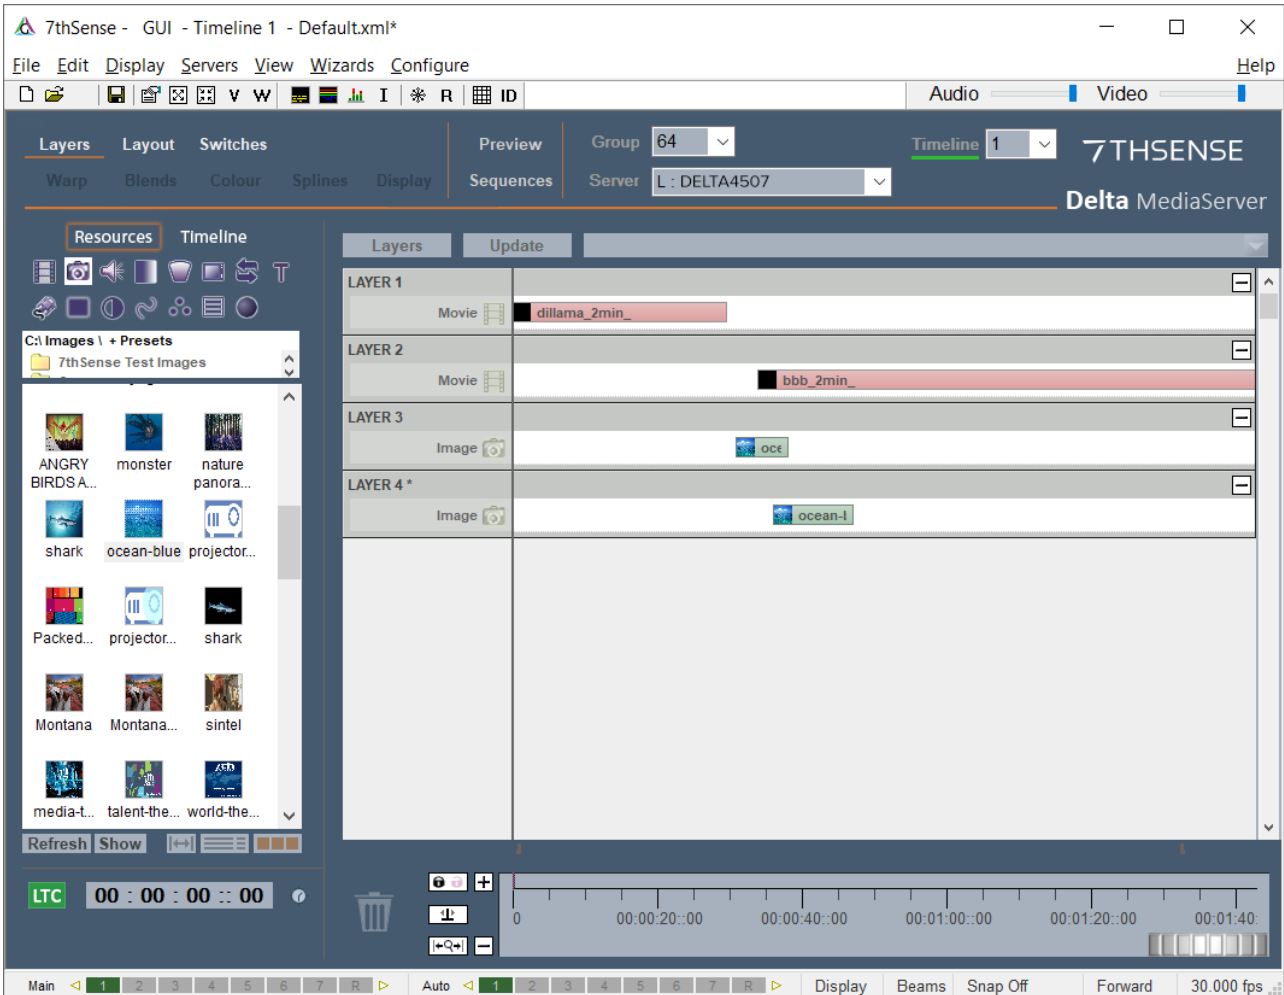 7thSense - GUI - Timeline 1 - Default.xml*
File Edit Display Servers View Wizards Configure Help
V W I R ID Audio Video
Layers Layout Switches Preview Group 64 Timeline 1 7THSENSE
Warp Blends Colour Splines Display Sequences Server L : DELTA4507
Delta MediaServer
Resources Timeline
Layers Update
T
LAYER 1
Movie dillama_2min_
C:\ Images \ + Presets
7thSense Test Images
LAYER 2
Movie bbb_2min_
LAYER 3
Image oce
LAYER 4 *
Image ocean-l
ANGRY BIRDS A... monster nature panora...
shark ocean-blue projector...
Packed... projector... shark
Montana Montana... sintel
media-t... talent-the... world-the...
Refresh Show
LTC 00 : 00 : 00 :: 00
0 00:00:20::00 00:00:40::00 00:01:00::00 00:01:20::00 00:01:40:
Main 1 2 3 4 5 6 7 R Auto 1 2 3 4 5 6 7 R Display Beams Snap Off Forward 30.000 fps